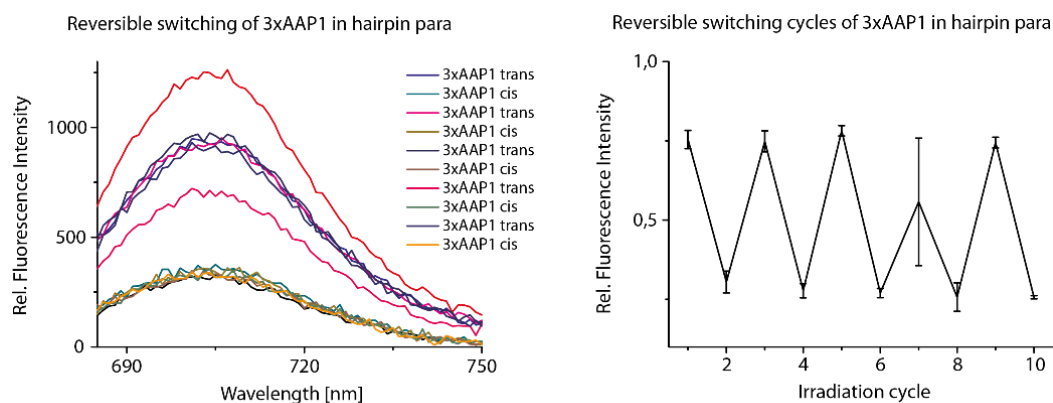 Reversible switching of 3xAAP1 in hairpin para
Rel. Fluorescence Intensity
1000
500
0
690
720
750
Wavelength [nm]
3xAAP1 trans
3xAAP1 cis
3xAAP1 trans
3xAAP1 cis
3xAAP1 trans
3xAAP1 cis
3xAAP1 trans
3xAAP1 cis
3xAAP1 trans
3xAAP1 cis
Reversible switching cycles of 3xAAP1 in hairpin para
Rel. Fluorescence Intensity
1,0
0,5
2
4
6
8
10
Irradiation cycle